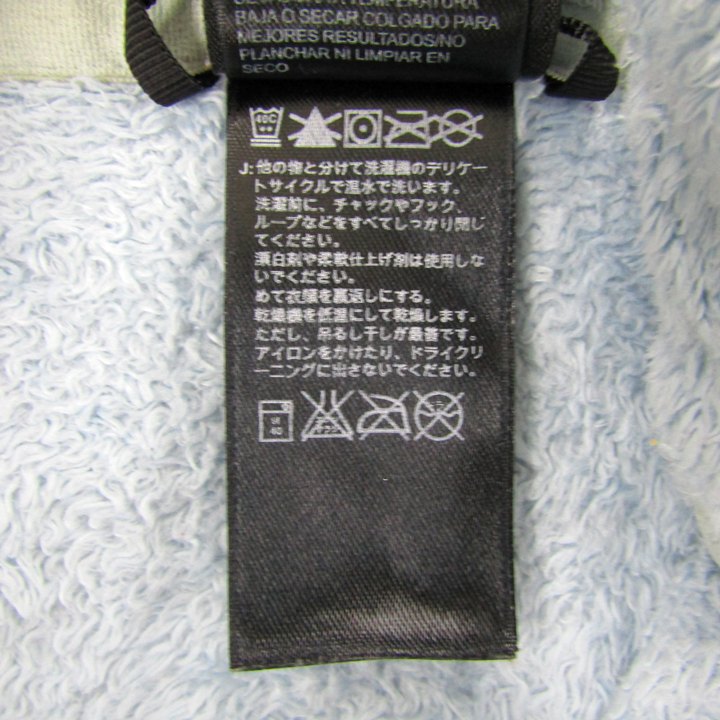 BAJA O SECAR COLGADO PARA
MEJORES RESULTADOS/NO
PLANCHAR NI LIMPIAR EN
SECO
40C
J: 他の物と分けて洗濯機のデリケー
トサイクルで温水で洗います。
洗濯前に、チャックやフック、
ループなどをすべてしっかり閉じ
てください。
漂白剤や柔軟仕上げ剤は使用しな
いでください。
めて衣類を裏返しにする。
乾燥機を低温にして乾燥します。
ただし、吊るし干しが最善です。
アイロンをかけたり、ドライクリ
ーニングに出さないでください。
弱
40